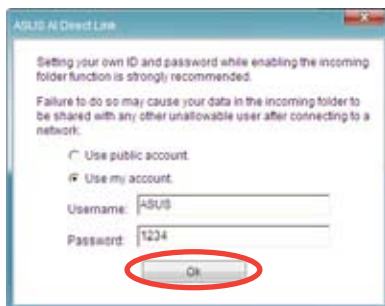 ASUS AI Direct Link
Setting your own ID and password while enabling the incoming
folder function is strongly recommended.
Failure to do so may cause your data in the incoming folder to
be shared with any other unallowable user after connecting to a
network.
Use public account.
Use my account.
Username: ASUS
Password: 1234
Ok